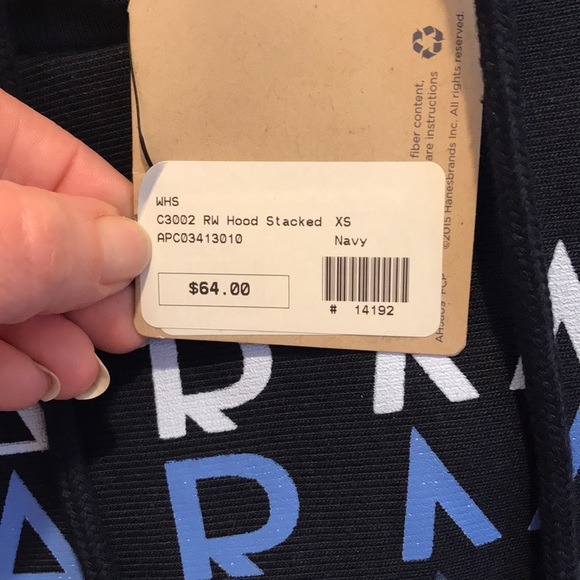 WHS
C3002 RW Hood Stacked XS
APC03413010 Navy
$64.00
# 14192
fiber content,
are instructions
©2015 Hanesbrands Inc. All rights reserved.
R
R